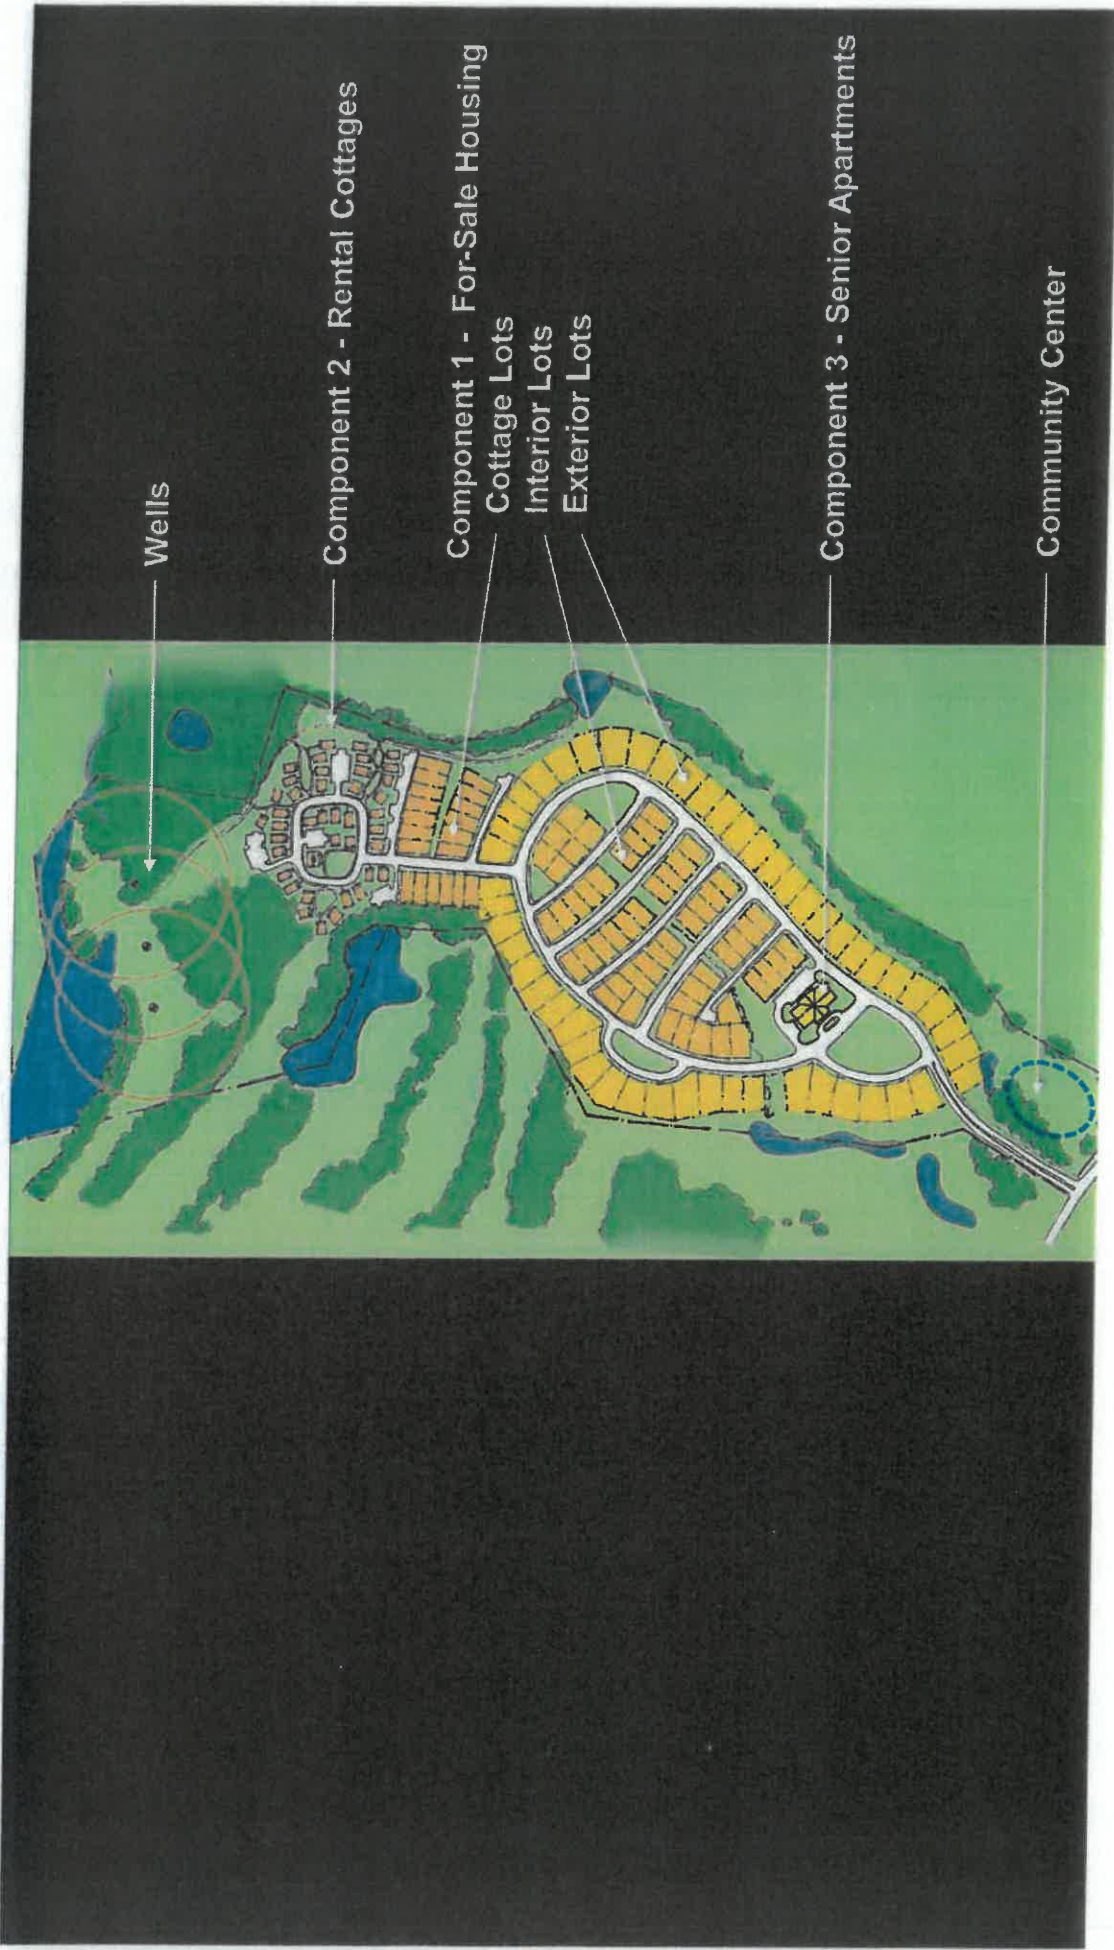 Wells
Component 2 - Rental Cottages
Component 1 - For-Sale Housing
Cottage Lots
Interior Lots
Exterior Lots
Component 3 - Senior Apartments
Community Center